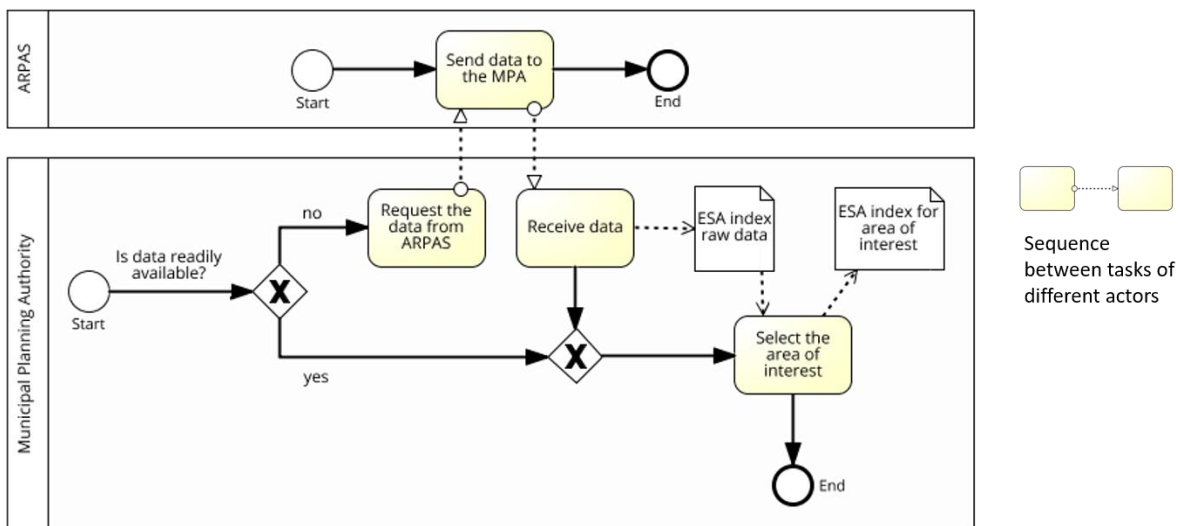 ARPAS
Start
Send data to
the MPA
End
Municipal Planning Authority
Start
Is data readily
available?
no
yes
Request the
data from
ARPAS
Receive data
ESA index
raw data
ESA index for
area of
interest
X
X
Select the
area of
interest
End
Sequence
between tasks of
different actors